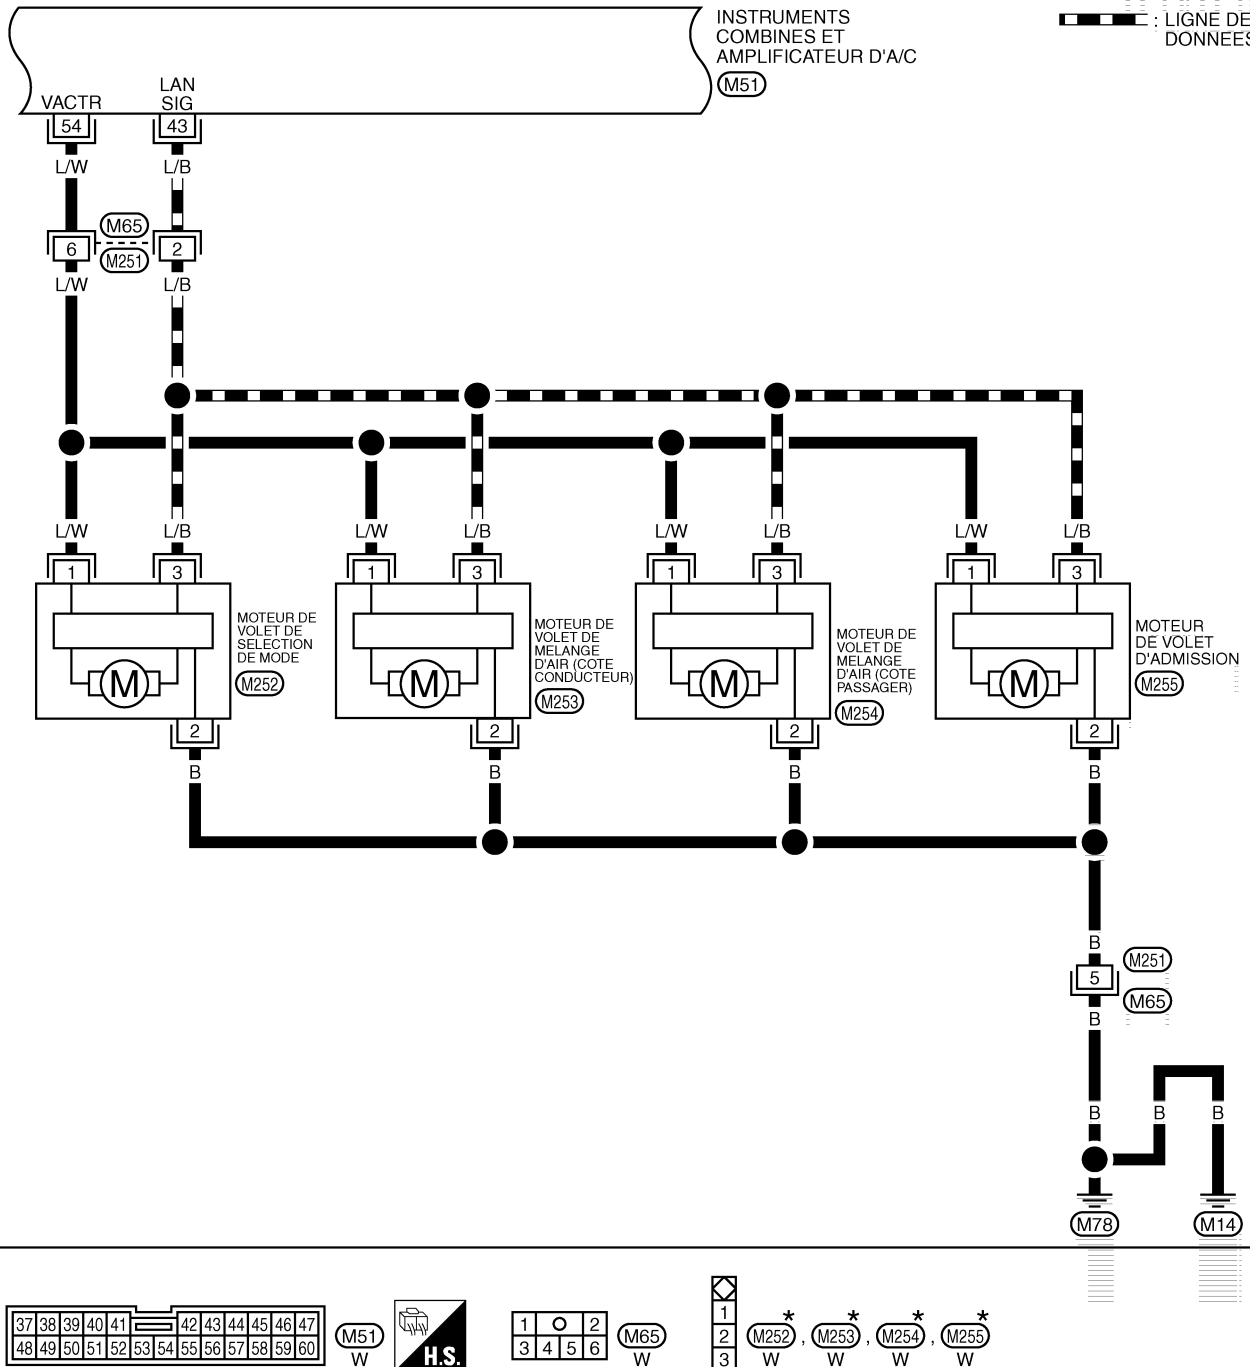 INSTRUMENTS
COMBINES ET
AMPLIFICATEUR D'A/C
M51
: LIGNE DE
DONNEES
VACTR
LAN
SIG
54
43
L/W
L/B
M65
6
2
M251
L/W
L/B
L/W
L/B
L/W
L/B
L/W
L/B
L/W
L/B
1
3
1
3
1
3
1
3
MOTEUR DE
VOLET DE
SELECTION
DE MODE
M252
MOTEUR DE
VOLET DE
MELANGE
D'AIR (COTE
CONDUCTEUR)
M253
MOTEUR DE
VOLET DE
MELANGE
D'AIR (COTE
PASSAGER)
M254
MOTEUR
DE VOLET
D'ADMISSION
M255
M
M
M
M
2
2
2
2
B
B
B
B
B
M251
5
M65
B
B
B
B
M78
M14
37 38 39 40 41 42 43 44 45 46 47
48 49 50 51 52 53 54 55 56 57 58 59 60
M51
W
H.S.
1 2
3 4 5 6
M65
W
1
2
3
* * * *
M252 , M253 , M254 , M255
W W W W